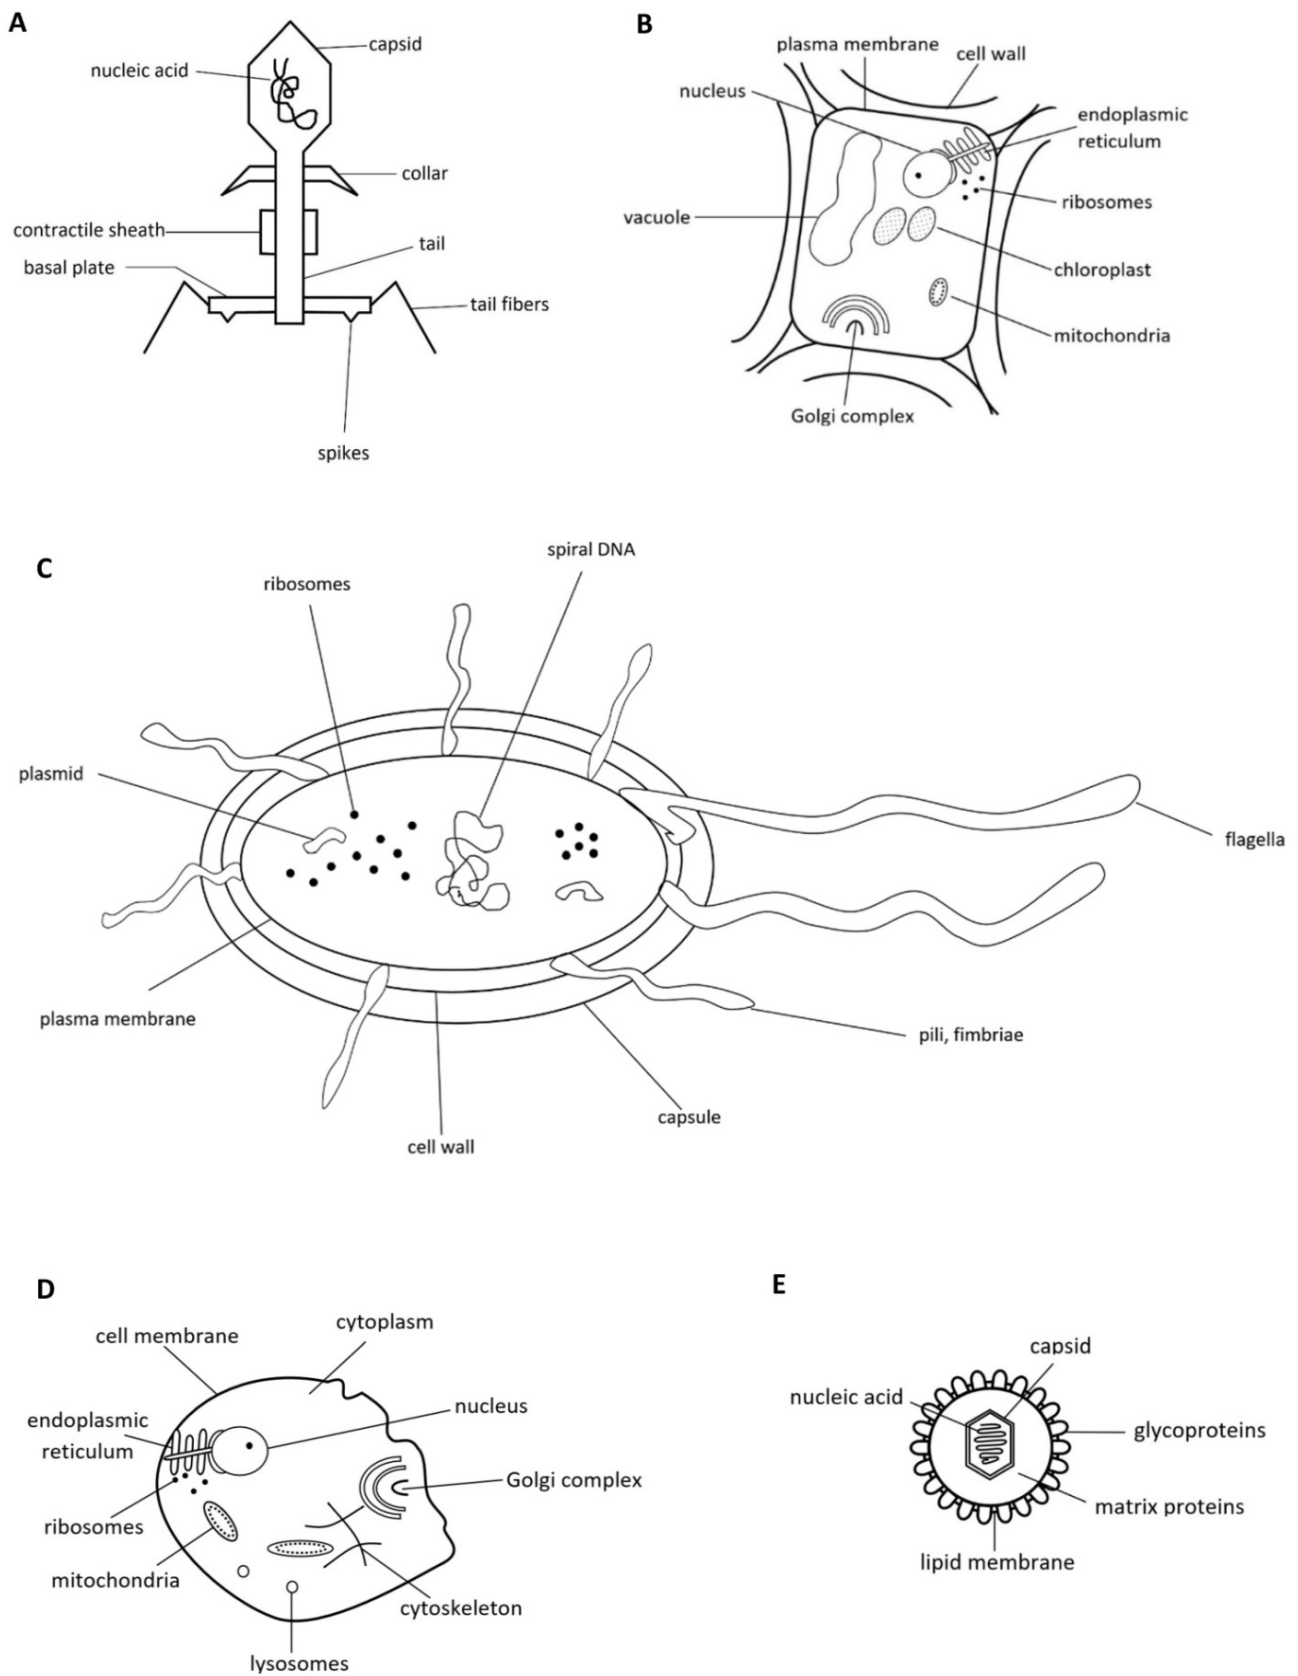 A
capsid
nucleic acid
collar
contractile sheath
tail
basal plate
tail fibers
spikes
B
plasma membrane
cell wall
nucleus
endoplasmic
reticulum
ribosomes
vacuole
chloroplast
mitochondria
Golgi complex
C
spiral DNA
ribosomes
plasmid
flagella
plasma membrane
pili, fimbriae
capsule
cell wall
D
cytoplasm
cell membrane
nucleus
endoplasmic
reticulum
Golgi complex
ribosomes
mitochondria
cytoskeleton
lysosomes
E
capsid
nucleic acid
glycoproteins
matrix proteins
lipid membrane